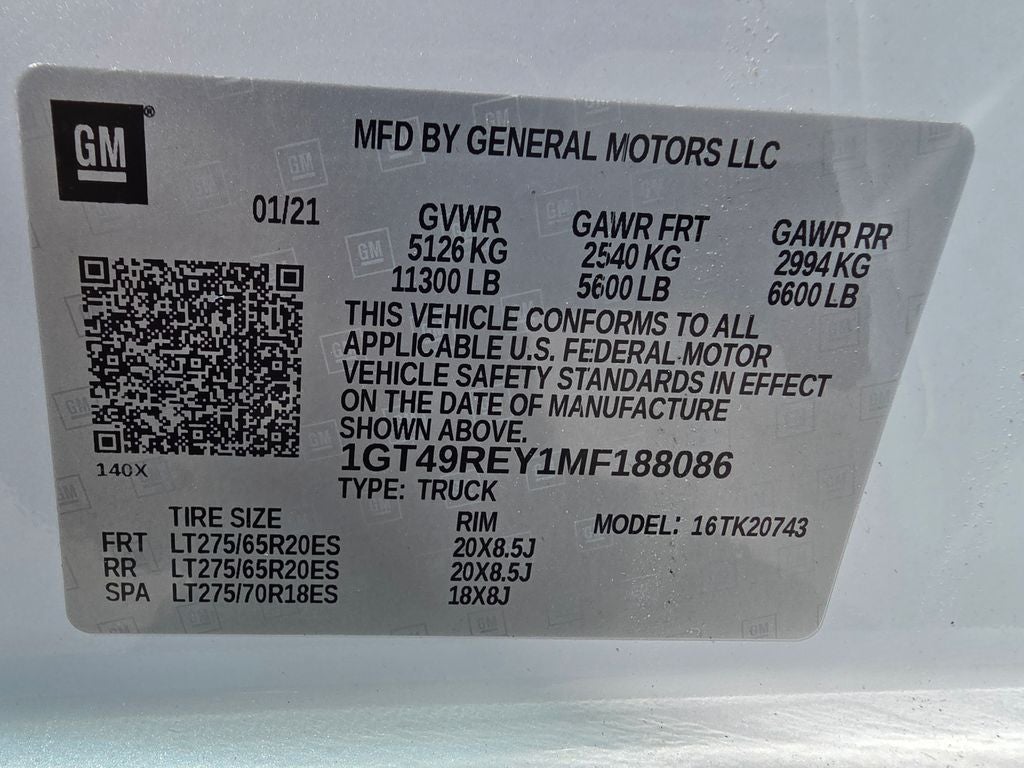 GM®
MFD BY GENERAL MOTORS LLC
01/21
GVWR GAWR FRT GAWR RR
5126 KG 2540 KG 2994 KG
11300 LB 5600 LB 6600 LB
THIS VEHICLE CONFORMS TO ALL
APPLICABLE U.S. FEDERAL MOTOR
VEHICLE SAFETY STANDARDS IN EFFECT
ON THE DATE OF MANUFACTURE
SHOWN ABOVE.
140X
1GT49REY1MF188086
TYPE: TRUCK
TIRE SIZE RIM MODEL: 16TK20743
FRT LT275/65R20ES 20X8.5J
RR LT275/65R20ES 20X8.5J
SPA LT275/70R18ES 18X8J